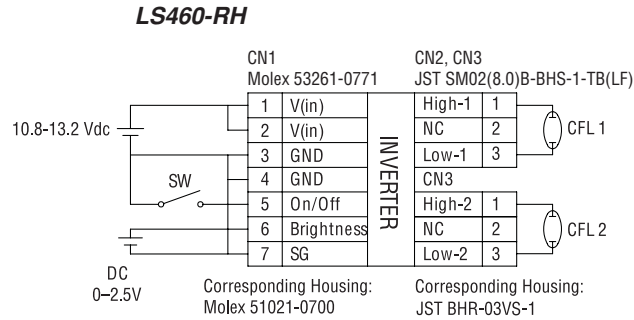 LS460-RH
CN1
Molex 53261-0771
CN2, CN3
JST SM02(8.0)B-BHS-1-TB(LF)
10.8-13.2 Vdc
1 V(in)
2 V(in)
3 GND
4 GND
5 On/Off
6 Brightness
7 SG
INVERTER
High-1 1
NC 2
Low-1 3
CN3
High-2 1
NC 2
Low-2 3
CFL 1
CFL 2
SW
DC
0–2.5V
Corresponding Housing:
Molex 51021-0700
Corresponding Housing:
JST BHR-03VS-1